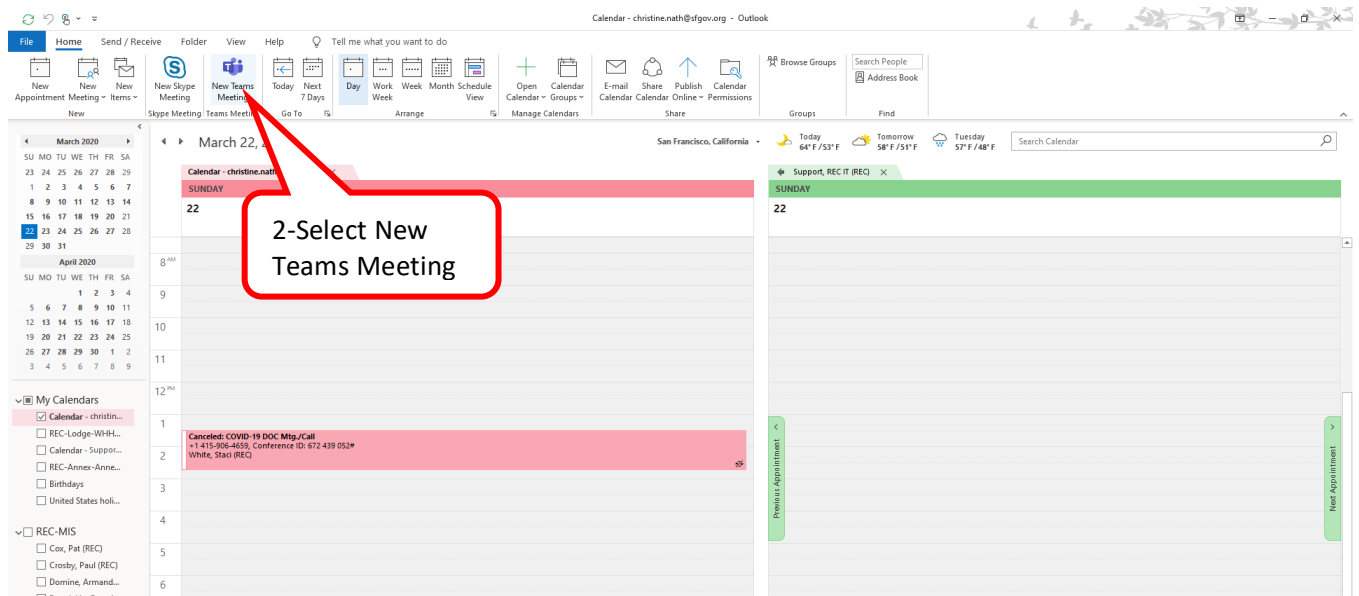 Calendar - christine.nath@sfgov.org - Outlook
File Home Send / Receive Folder View Help Tell me what you want to do
New Appointment
New Meeting
New Items
New Skype Meeting
New Teams Meeting
Today
Next 7 Days
Day
Work Week
Week
Month
Schedule View
Open Calendar
Calendar Groups
E-mail Calendar
Share Calendar
Publish Online
Calendar Permissions
Browse Groups
Search People
Address Book
New
Skype Meeting
Go To
Arrange
Manage Calendars
Share
Groups
Find
March 2020
SU MO TU WE TH FR SA
23 24 25 26 27 28 29
1 2 3 4 5 6 7
8 9 10 11 12 13 14
15 16 17 18 19 20 21
22 23 24 25 26 27 28
29 30 31
April 2020
SU MO TU WE TH FR SA
1 2 3 4
5 6 7 8 9 10 11
12 13 14 15 16 17 18
19 20 21 22 23 24 25
26 27 28 29 30 1 2
3 4 5 6 7 8 9
My Calendars
Calendar - christin...
REC-Lodge-WHH...
Calendar - Suppor...
REC-Annex-Anne...
Birthdays
United States holi...
REC-MIS
Cox, Pat (REC)
Crosby, Paul (REC)
Domine, Armand...
March 22,
San Francisco, California
Today
64° F / 53° F
Tomorrow
58° F / 51° F
Tuesday
57° F / 48° F
Search Calendar
Calendar - christine.nath
SUNDAY
22
Support, REC IT (REC)
SUNDAY
22
2-Select New
Teams Meeting
8 AM
9
10
11
12 PM
1
2
3
4
5
6
Canceled: COVID-19 DOC Mtg./Call
+1 415-906-4659, Conference ID: 672 439 052#
White, Staci (REC)
Previous Appointment
Next Appointment